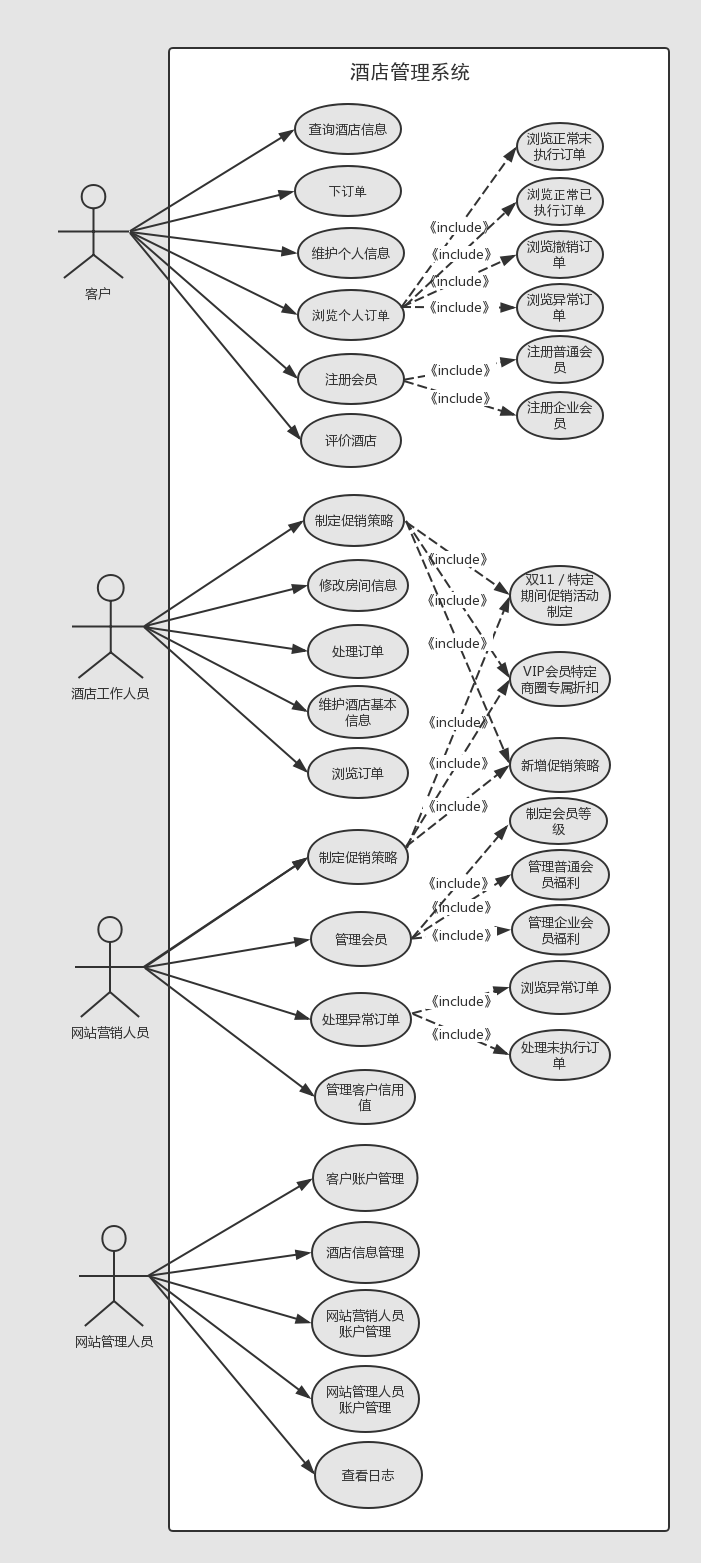 酒店管理系统
查询酒店信息
下订单
维护个人信息
浏览个人订单
注册会员
评价酒店
客户
《include》
《include》
《include》
《include》
《include》
《include》
浏览正常未
执行订单
浏览正常已
执行订单
浏览撤销订
单
浏览异常订
单
注册普通会
员
注册企业会
员
制定促销策略
修改房间信息
处理订单
维护酒店基本
信息
浏览订单
酒店工作人员
《include》
《include》
《include》
《include》
《include》
《include》
双11 / 特定
期间促销活动
制定
VIP会员特定
商圈专属折扣
新增促销策略
制定促销策略
管理会员
处理异常订单
管理客户信用
值
网站营销人员
《include》
《include》
《include》
《include》
《include》
制定会员等
级
管理普通会
员福利
管理企业会
员福利
浏览异常订单
处理未执行订
单
客户账户管理
酒店信息管理
网站营销人员
账户管理
网站管理人员
账户管理
查看日志
网站管理人员